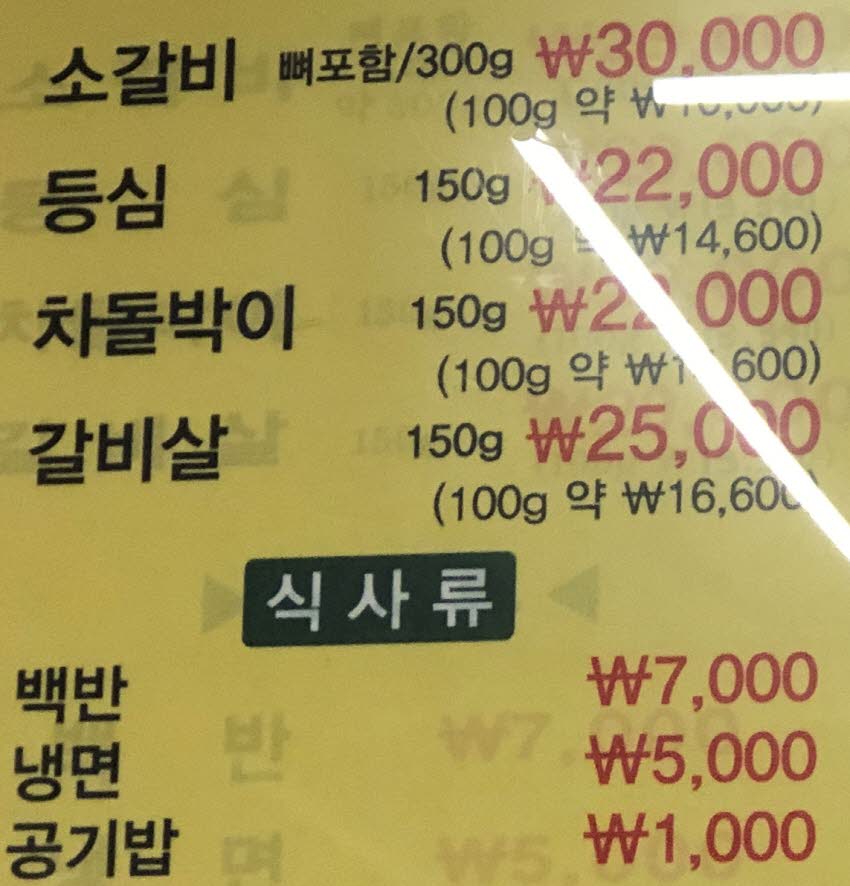 소갈비 뼈포함/300g ₩30,000
(100g 약
등심 150g ₩22,000
(100g ₩14,600)
차돌박이 150g ₩22,000
(100g 약
갈비살 150g ₩25,000
(100g 약 ₩16,600)
식사류
백반 ₩7,000
냉면 ₩5,000
공기밥 ₩1,000